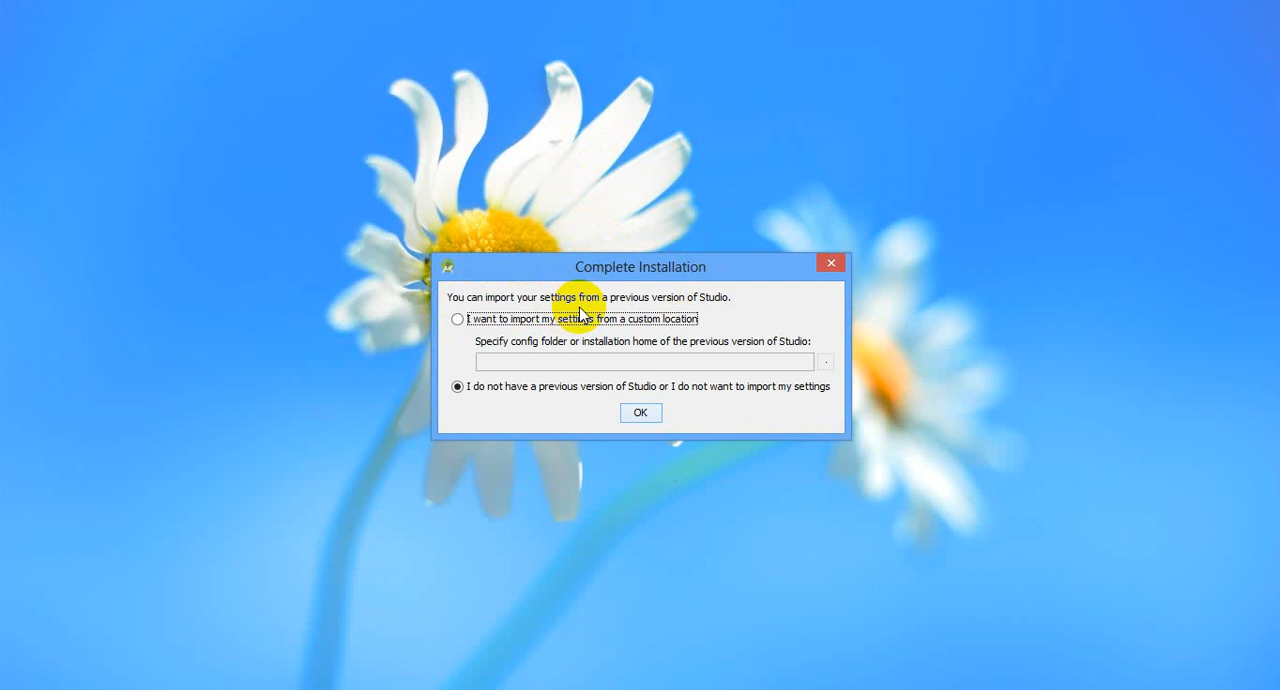 Complete Installation
You can import your settings from a previous version of Studio.
I want to import my settings from a custom location
Specify config folder or installation home of the previous version of Studio:
.
I do not have a previous version of Studio or I do not want to import my settings
OK